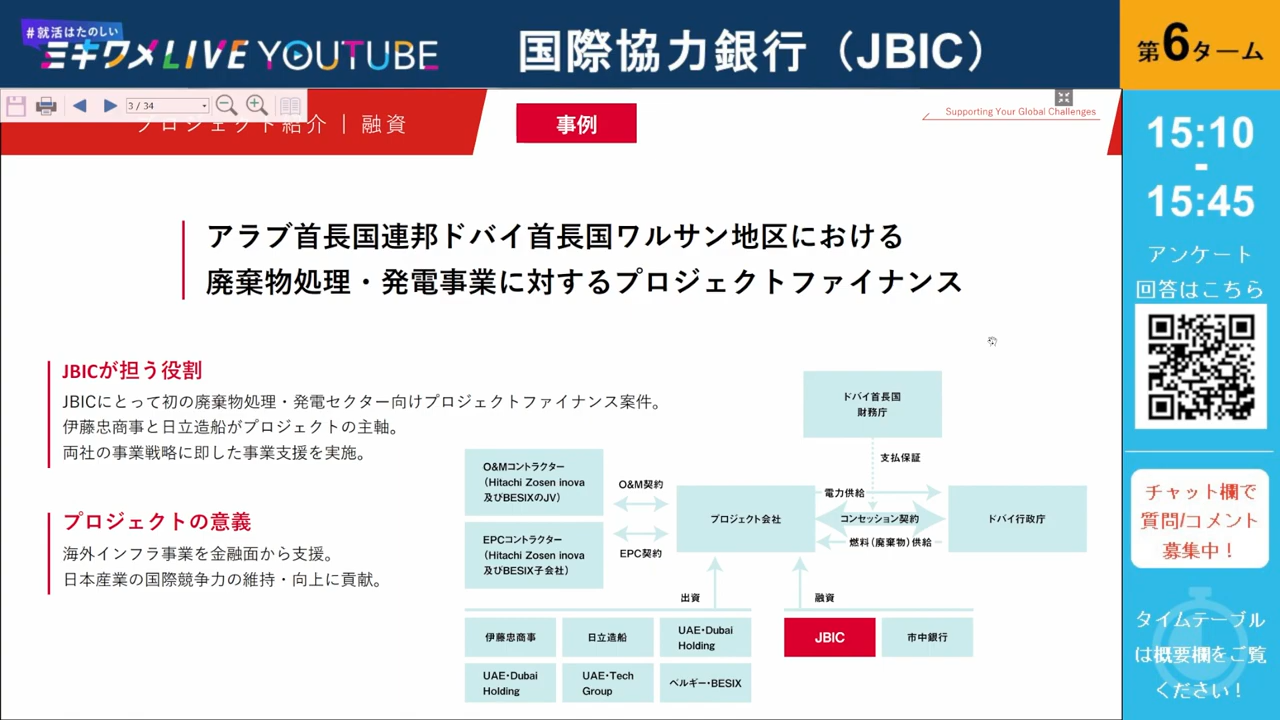 #就活はたのしい
ミキワメLIVE YOUTUBE
国際協力銀行（JBIC）
第6ターム
3 / 34
プロジェクト紹介｜融資
事例
Supporting Your Global Challenges
アラブ首長国連邦ドバイ首長国ワルサン地区における
廃棄物処理・発電事業に対するプロジェクトファイナンス
JBICが担う役割
JBICにとって初の廃棄物処理・発電セクター向けプロジェクトファイナンス案件。
伊藤忠商事と日立造船がプロジェクトの主軸。
両社の事業戦略に即した事業支援を実施。
プロジェクトの意義
海外インフラ事業を金融面から支援。
日本産業の国際競争力の維持・向上に貢献。
ドバイ首長国
財務庁
支払保証
O&Mコントラクター
（Hitachi Zosen inova
及びBESIXのJV）
O&M契約
EPCコントラクター
（Hitachi Zosen inova
及びBESIX子会社）
EPC契約
プロジェクト会社
電力供給
コンセッション契約
燃料（廃棄物）供給
ドバイ行政庁
出資
融資
伊藤忠商事
日立造船
UAE・Dubai
Holding
JBIC
市中銀行
UAE・Dubai
Holding
UAE・Tech
Group
ベルギー・BESIX
15:10
-
15:45
アンケート
回答はこちら
チャット欄で
質問/コメント
募集中！
タイムテーブル
は概要欄をご覧
ください！